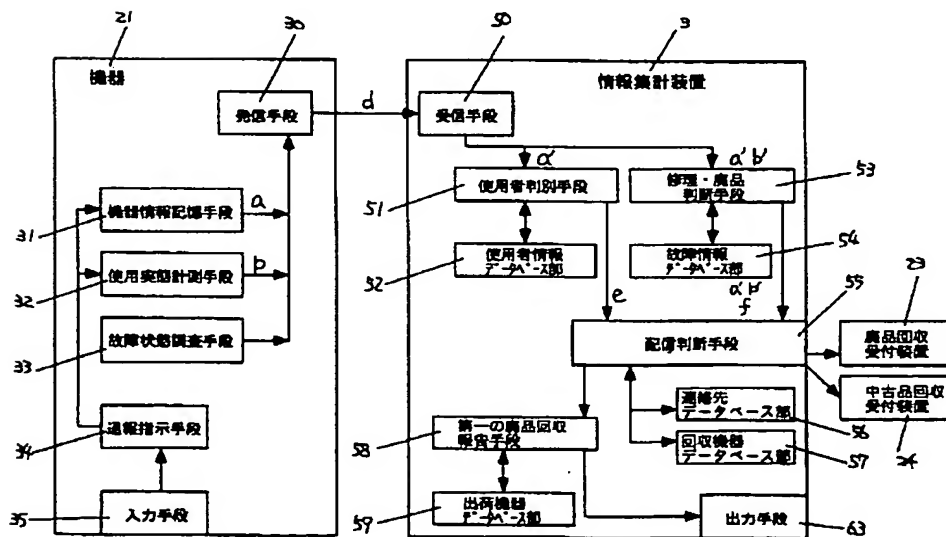 21
機器
30
発信手段
d
31
機器情報記憶手段
a
32
使用実態計測手段
b
33
故障状態調査手段
34
通報指示手段
35
入力手段
50
3
情報集計装置
受信手段
a'
a' b'
51
使用者判別手段
修理・廃品
判断手段
53
52
使用者情報
データベース部
故障情報
データベース部
54
e
a' b'
f
55
23
配信判断手段
廃品回収
受付装置
中古品回収
受付装置
24
連絡先
データベース部
56
回収機器
データベース部
57
58
第一の廃品回収
報告手段
59
出荷機器
データベース部
出力手段
63